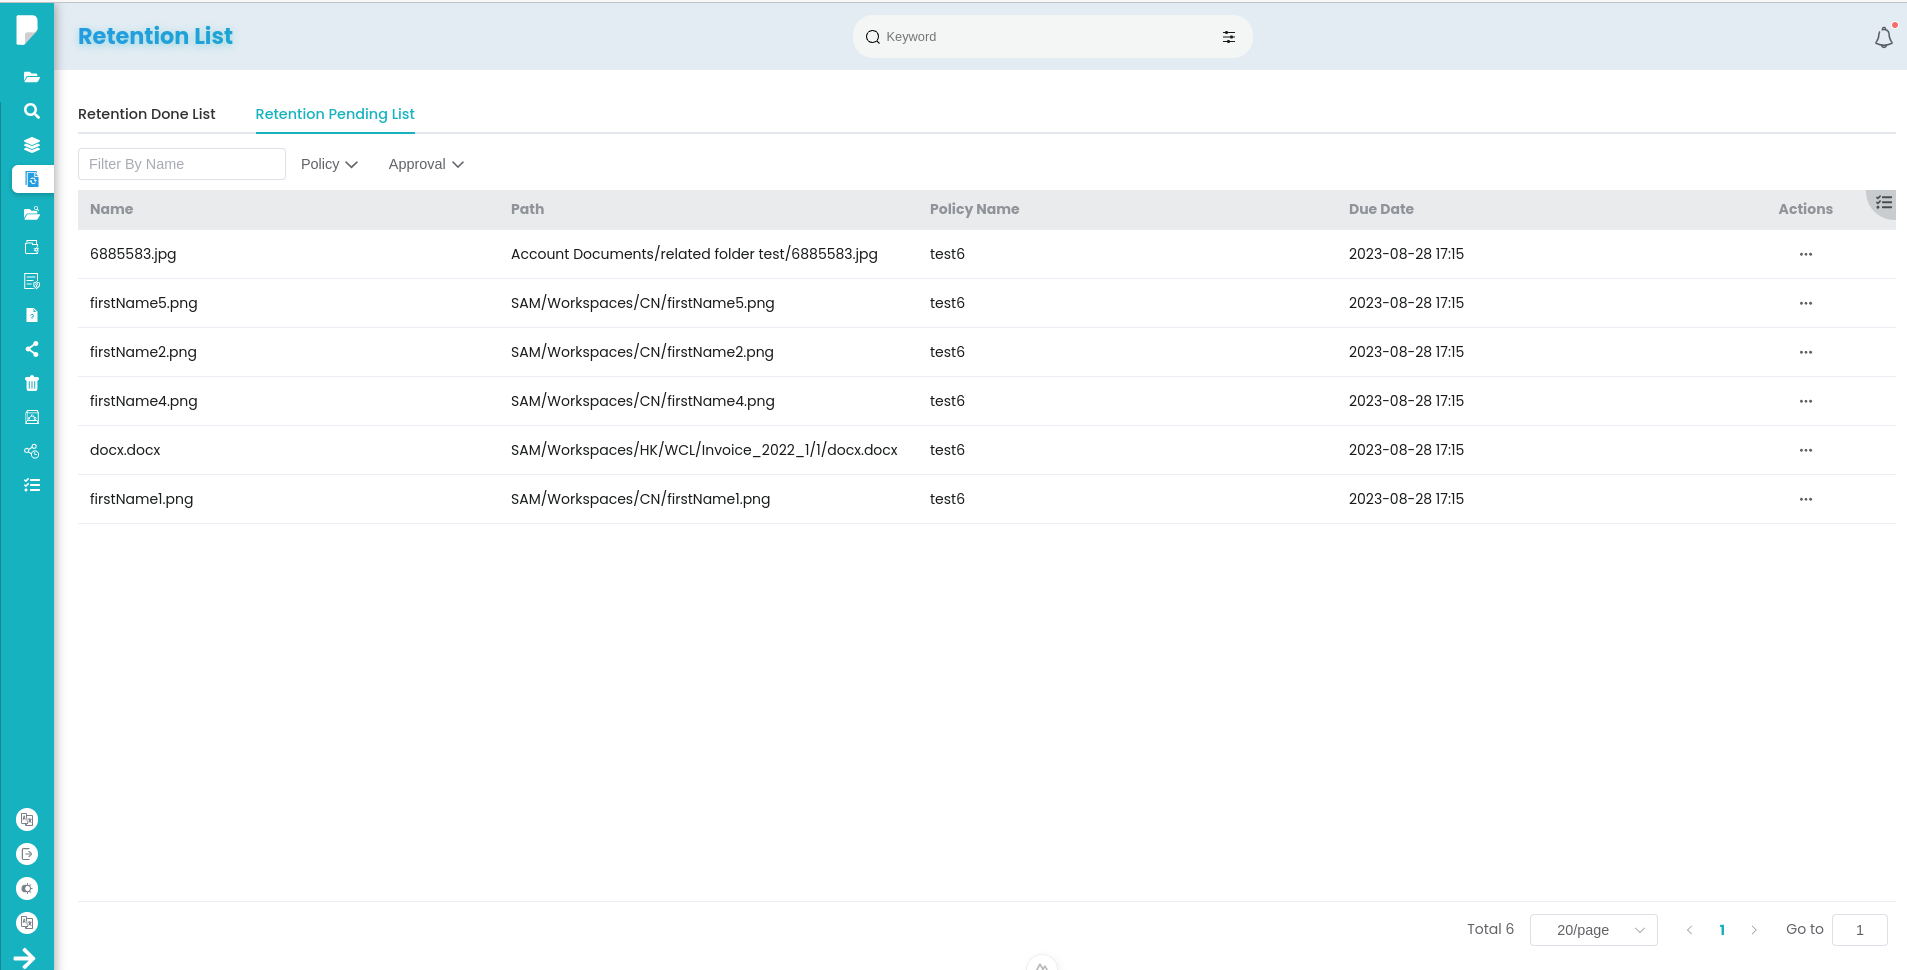 Retention List
Keyword
Retention Done List Retention Pending List
Filter By Name Policy Approval
Name Path Policy Name Due Date Actions
6885583.jpg Account Documents/related folder test/6885583.jpg test6 2023-08-28 17:15
firstName5.png SAM/Workspaces/CN/firstName5.png test6 2023-08-28 17:15
firstName2.png SAM/Workspaces/CN/firstName2.png test6 2023-08-28 17:15
firstName4.png SAM/Workspaces/CN/firstName4.png test6 2023-08-28 17:15
docx.docx SAM/Workspaces/HK/WCL/Invoice_2022_1/1/docx.docx test6 2023-08-28 17:15
firstName1.png SAM/Workspaces/CN/firstName1.png test6 2023-08-28 17:15
Total 6 20/page 1 Go to 1